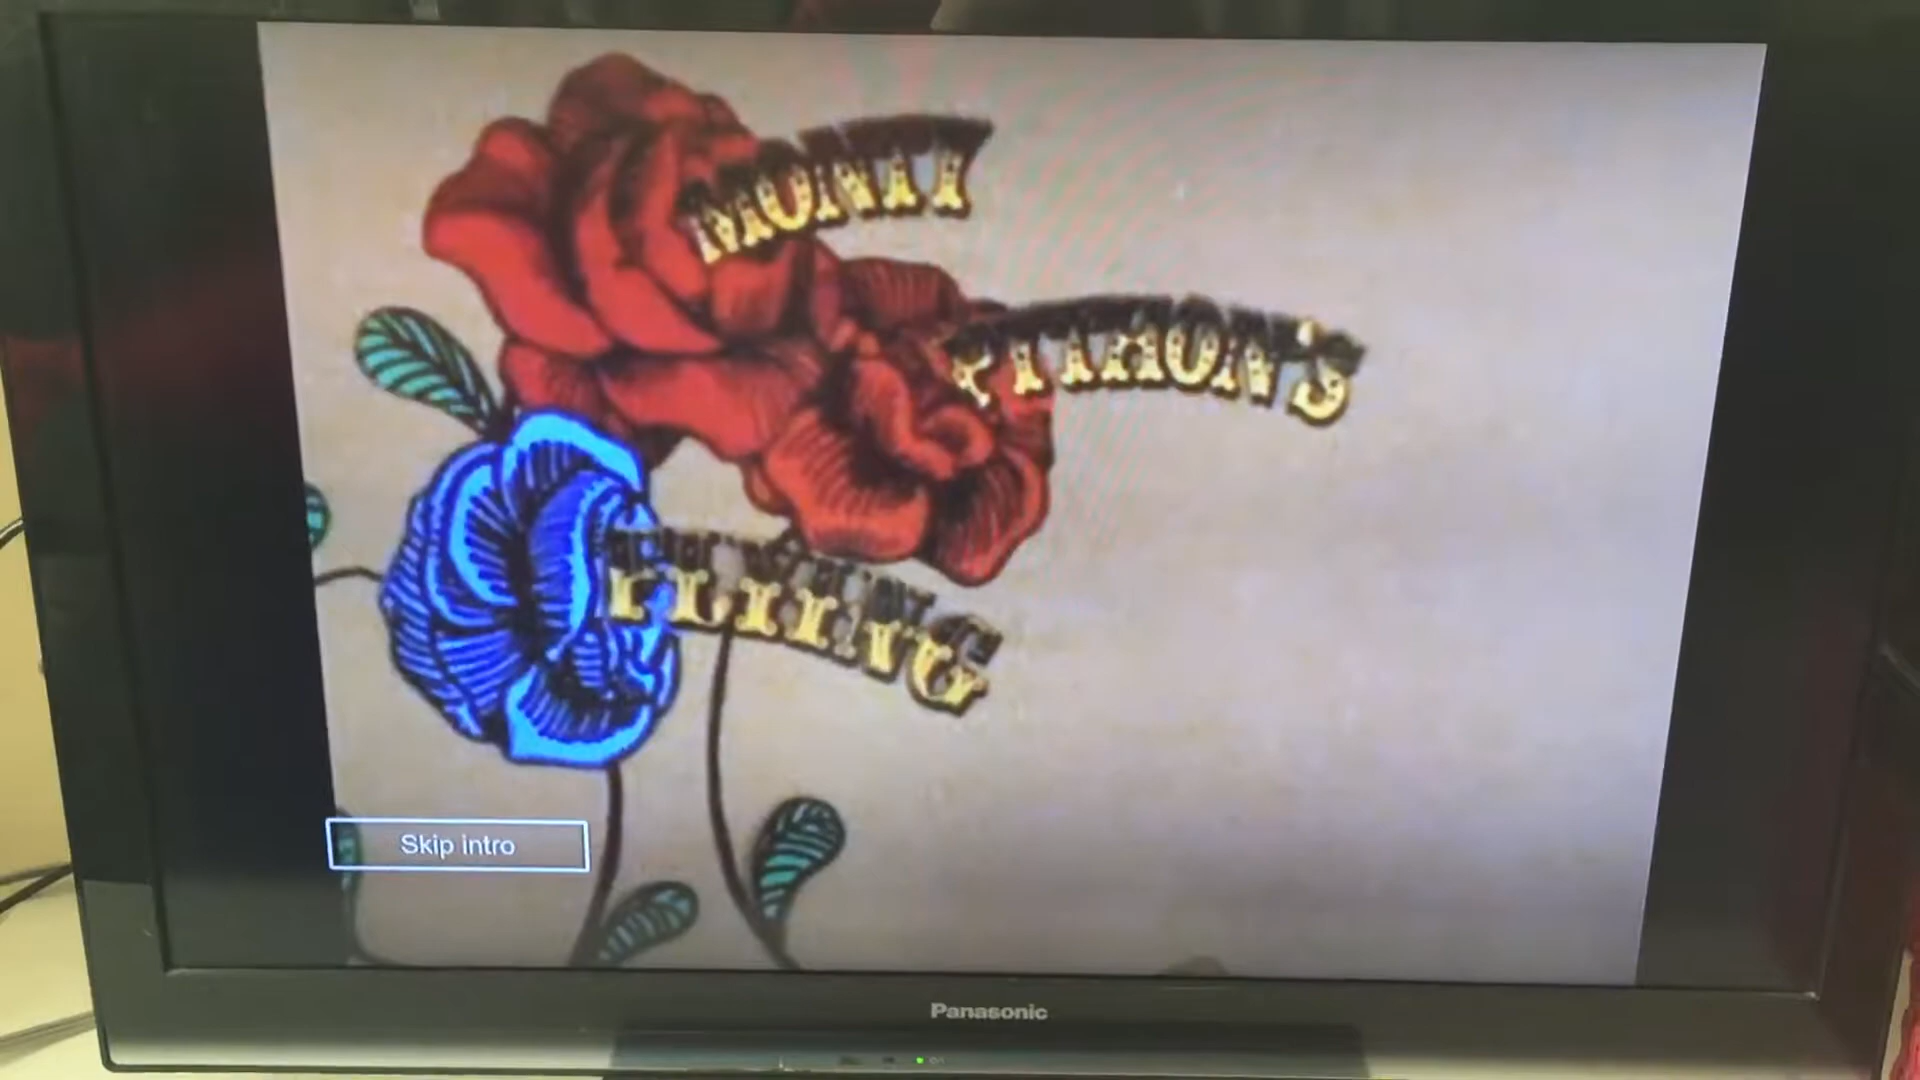 MONTY
PYTHON'S
FLYING
Skip intro
Panasonic